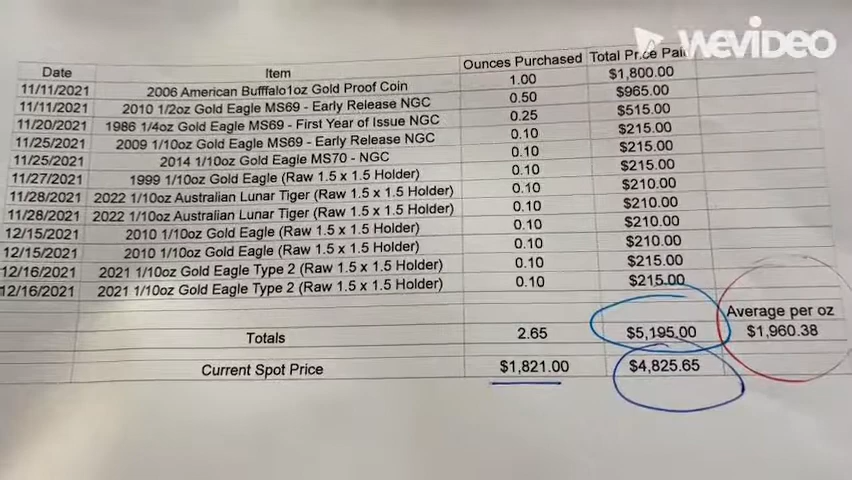 WEVIDEO
Date Item Ounces Purchased Total Price Paid
11/11/2021 2006 American Bufffalo1oz Gold Proof Coin 1.00 $1,800.00
11/11/2021 2010 1/2oz Gold Eagle MS69 - Early Release NGC 0.50 $965.00
11/20/2021 1986 1/4oz Gold Eagle MS69 - First Year of Issue NGC 0.25 $515.00
11/25/2021 2009 1/10oz Gold Eagle MS69 - Early Release NGC 0.10 $215.00
11/25/2021 2014 1/10oz Gold Eagle MS70 - NGC 0.10 $215.00
11/27/2021 1999 1/10oz Gold Eagle (Raw 1.5 x 1.5 Holder) 0.10 $215.00
11/28/2021 2022 1/10oz Australian Lunar Tiger (Raw 1.5 x 1.5 Holder) 0.10 $210.00
11/28/2021 2022 1/10oz Australian Lunar Tiger (Raw 1.5 x 1.5 Holder) 0.10 $210.00
12/15/2021 2010 1/10oz Gold Eagle (Raw 1.5 x 1.5 Holder) 0.10 $210.00
12/15/2021 2010 1/10oz Gold Eagle (Raw 1.5 x 1.5 Holder) 0.10 $210.00
12/16/2021 2021 1/10oz Gold Eagle Type 2 (Raw 1.5 x 1.5 Holder) 0.10 $215.00
12/16/2021 2021 1/10oz Gold Eagle Type 2 (Raw 1.5 x 1.5 Holder) 0.10 $215.00
Average per oz
Totals 2.65 $5,195.00 $1,960.38
Current Spot Price $1,821.00 $4,825.65